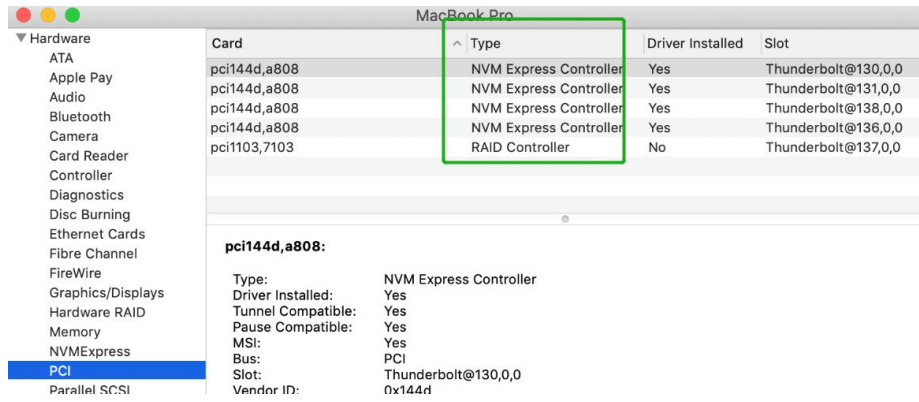 MacBook Pro
Hardware
ATA
Apple Pay
Audio
Bluetooth
Camera
Card Reader
Controller
Diagnostics
Disc Burning
Ethernet Cards
Fibre Channel
FireWire
Graphics/Displays
Hardware RAID
Memory
NVMExpress
PCI
Parallel SCSI
Card Type Driver Installed Slot
pci144d,a808 NVM Express Controller Yes Thunderbolt@130,0,0
pci144d,a808 NVM Express Controller Yes Thunderbolt@131,0,0
pci144d,a808 NVM Express Controller Yes Thunderbolt@138,0,0
pci144d,a808 NVM Express Controller Yes Thunderbolt@136,0,0
pci1103,7103 RAID Controller No Thunderbolt@137,0,0
pci144d,a808:
Type: NVM Express Controller
Driver Installed: Yes
Tunnel Compatible: Yes
Pause Compatible: Yes
MSI: Yes
Bus: PCI
Slot: Thunderbolt@130,0,0
Vendor ID: 0x144d